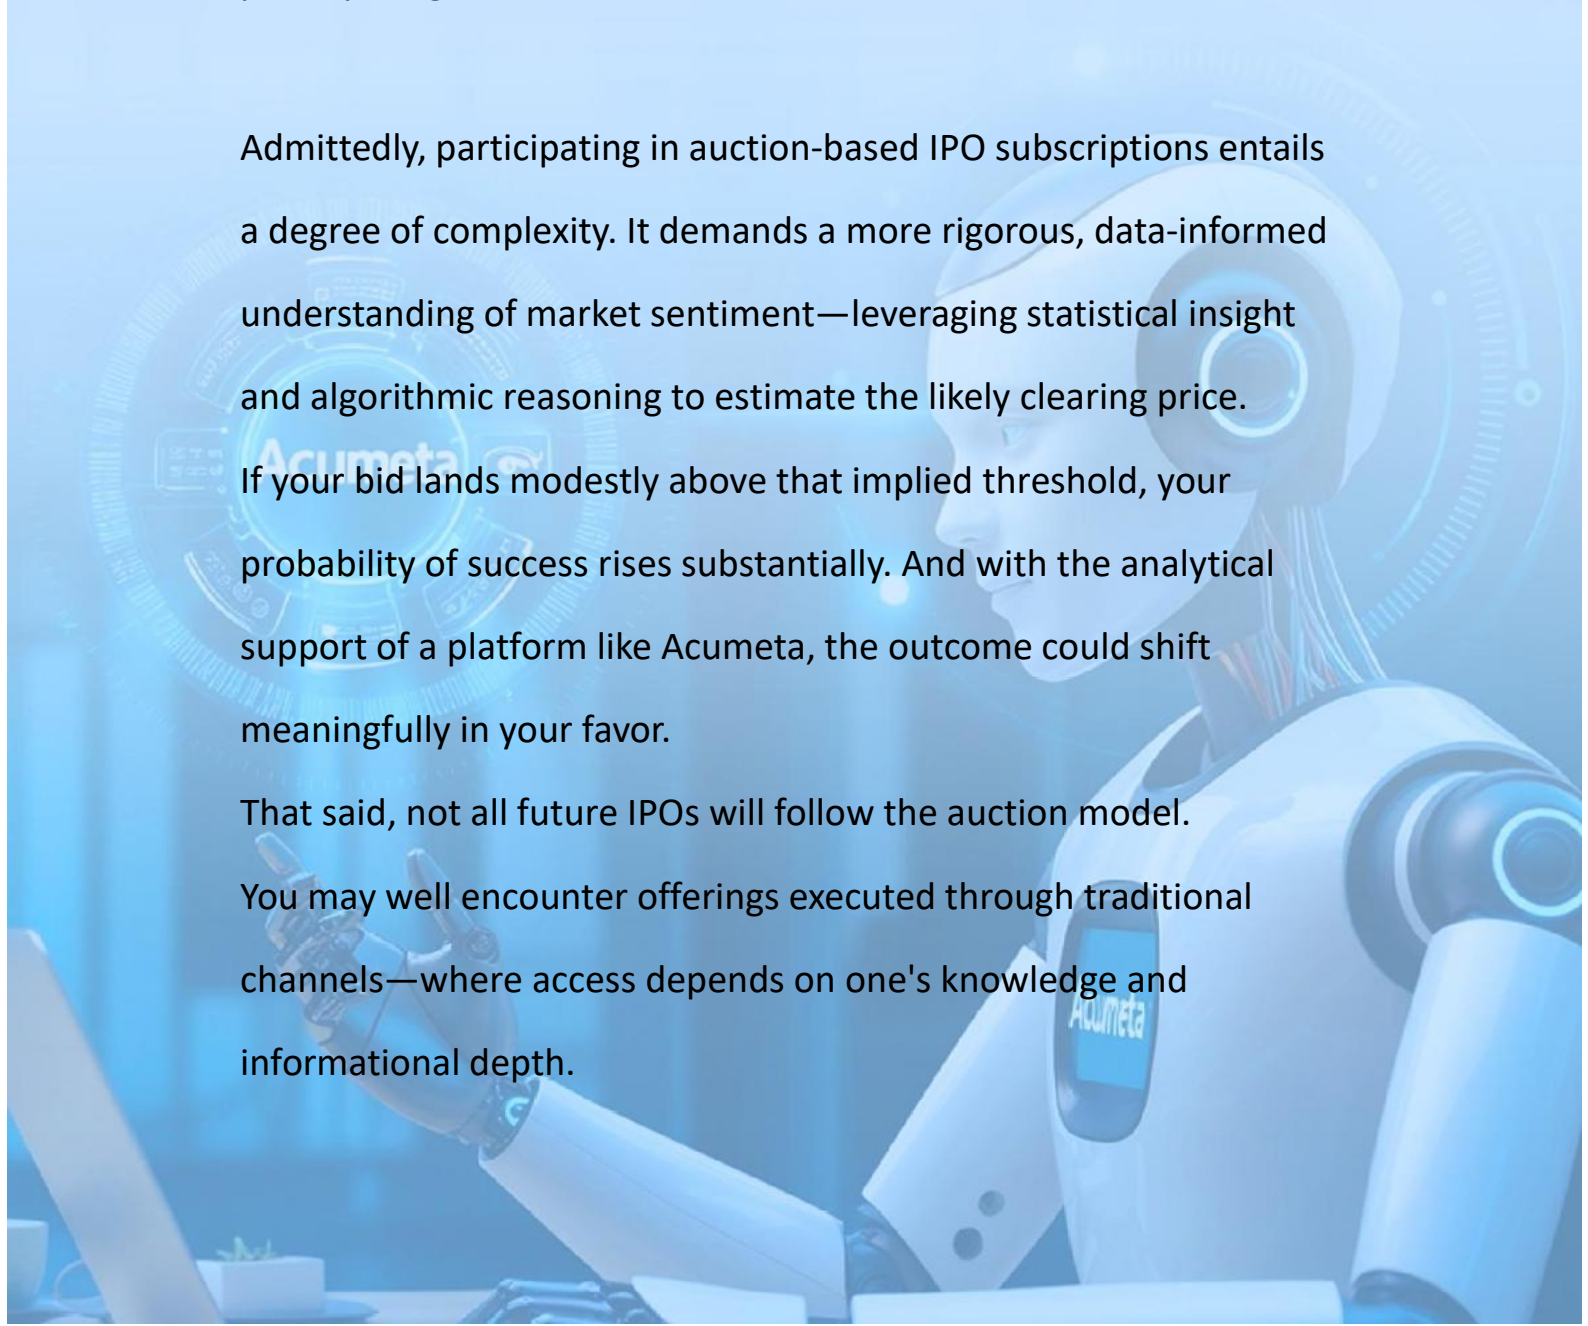 Admittedly, participating in auction-based IPO subscriptions entails
a degree of complexity. It demands a more rigorous, data-informed
understanding of market sentiment—leveraging statistical insight
and algorithmic reasoning to estimate the likely clearing price.
Acumeta
If your bid lands modestly above that implied threshold, your
probability of success rises substantially. And with the analytical
support of a platform like Acumeta, the outcome could shift
meaningfully in your favor.
That said, not all future IPOs will follow the auction model.
You may well encounter offerings executed through traditional
channels—where access depends on one's knowledge and
Acumeta
informational depth.